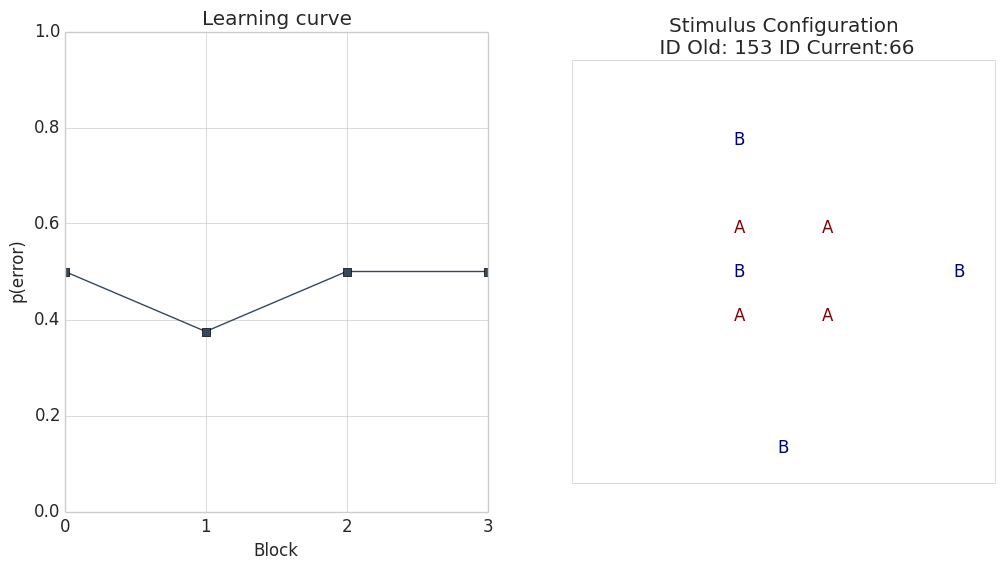 Learning curve
1.0
0.8
0.6
0.4
0.2
0.0
0 1 2 3
p(error)
Block
Stimulus Configuration
ID Old: 153 ID Current:66
B
A A
B B
A A
B